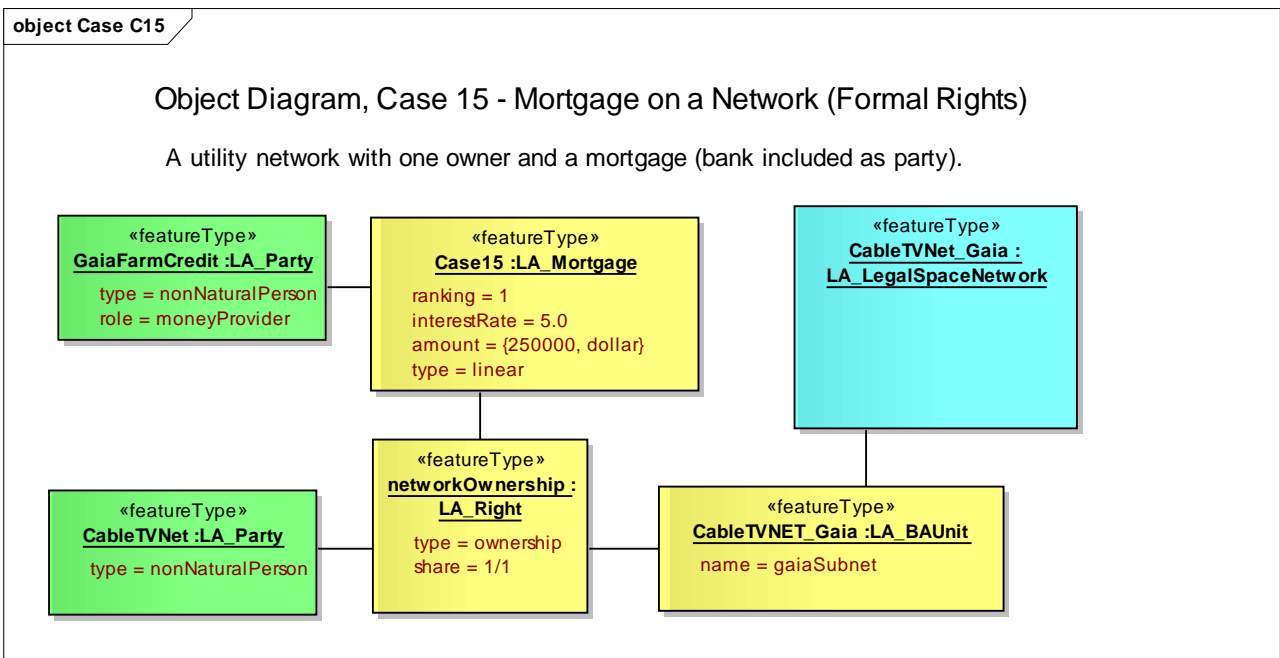 object Case C15
Object Diagram, Case 15 - Mortgage on a Network (Formal Rights)
A utility network with one owner and a mortgage (bank included as party).
«featureType»
GaiaFarmCredit :LA_Party
type = nonNaturalPerson
role = moneyProvider
«featureType»
Case15 :LA_Mortgage
ranking = 1
interestRate = 5.0
amount = {250000, dollar}
type = linear
«featureType»
CableTVNet_Gaia :
LA_LegalSpaceNetwork
«featureType»
CableTVNet :LA_Party
type = nonNaturalPerson
«featureType»
networkOwnership :
LA_Right
type = ownership
share = 1/1
«featureType»
CableTVNET_Gaia :LA_BAUnit
name = gaiaSubnet